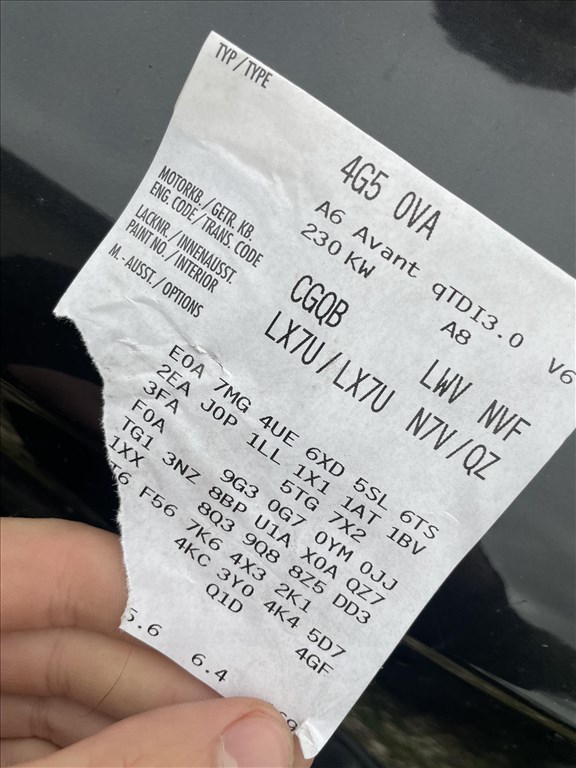 TYP/TYPE
4G5 0VA
A6 Avant qTDI3.0 V6
230 KW A8
MOTORKB./GETR. KB.
ENG. CODE/TRANS. CODE
CGQB LWV NVF
LACKNR./INNENAUSST.
PAINT NO./INTERIOR
LX7U/LX7U N7V/QZ
M.-AUSST./OPTIONS
E0A 7MG 4UE 6XD 5SL 6TS
2EA J0P 1LL 1X1 1AT 1BV
3FA 5TG 7X2
F0A 9G3 0G7 0YM 0JJ
TG1 3NZ 8BP U1A X0A QZ7
1XX 8Q3 9Q8 8Z5 DD3
T6 F56 7K6 4X3 2K1
4KC 3Y0 4K4 5D7
Q1D 4GF
5.6 6.4